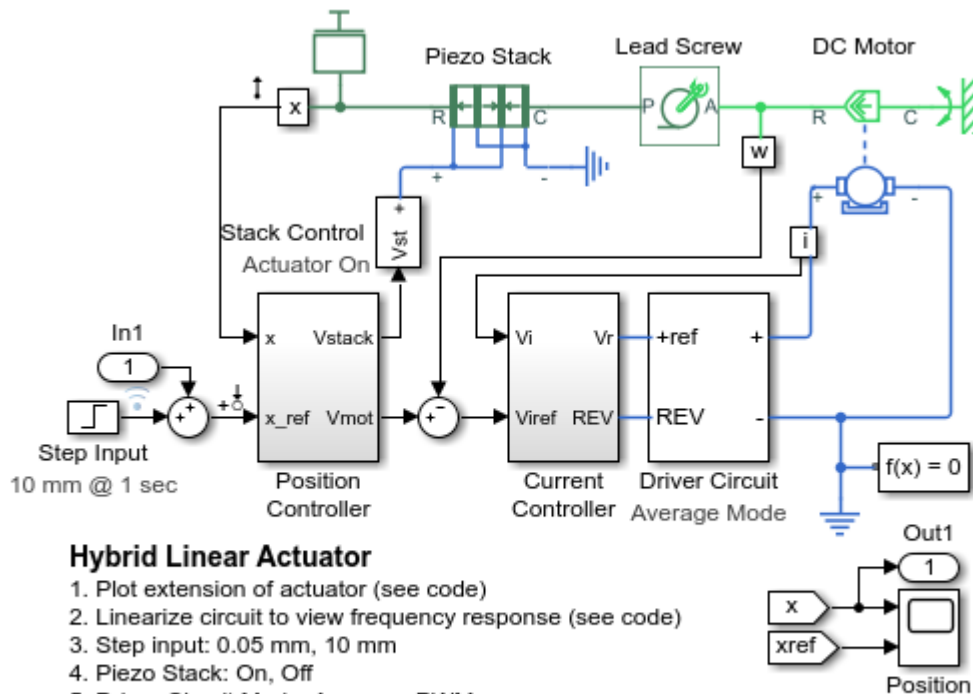 Piezo Stack
Lead Screw
DC Motor
x
R
C
P
A
R
C
w
+
-
+
-
Stack Control
Actuator On
+
Vst
i
In1
1
x
Vstack
Vi
Vr
+ref
+
+
+
+
x_ref
Vmot
+
-
Viref
REV
REV
-
Step Input
10 mm @ 1 sec
Position
Controller
Current
Controller
Driver Circuit
Average Mode
f(x) = 0
Hybrid Linear Actuator
1. Plot extension of actuator (see code)
2. Linearize circuit to view frequency response (see code)
3. Step input: 0.05 mm, 10 mm
4. Piezo Stack: On, Off
Out1
1
x
xref
Position